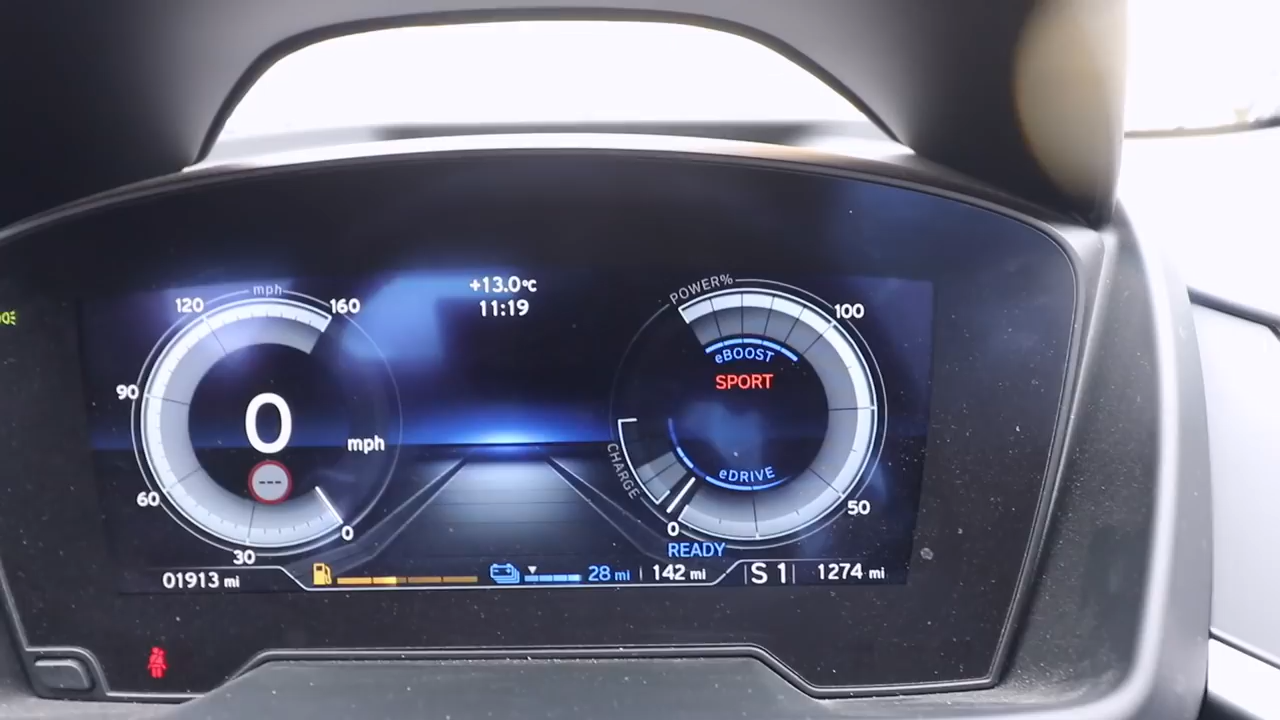 +13.0°C
11:19
mph
120
160
90
0
mph
60
30
0
POWER%
100
eBOOST
SPORT
CHARGE
eDRIVE
50
0
READY
01913 mi
28 mi
142 mi
S 1
1274 mi
---